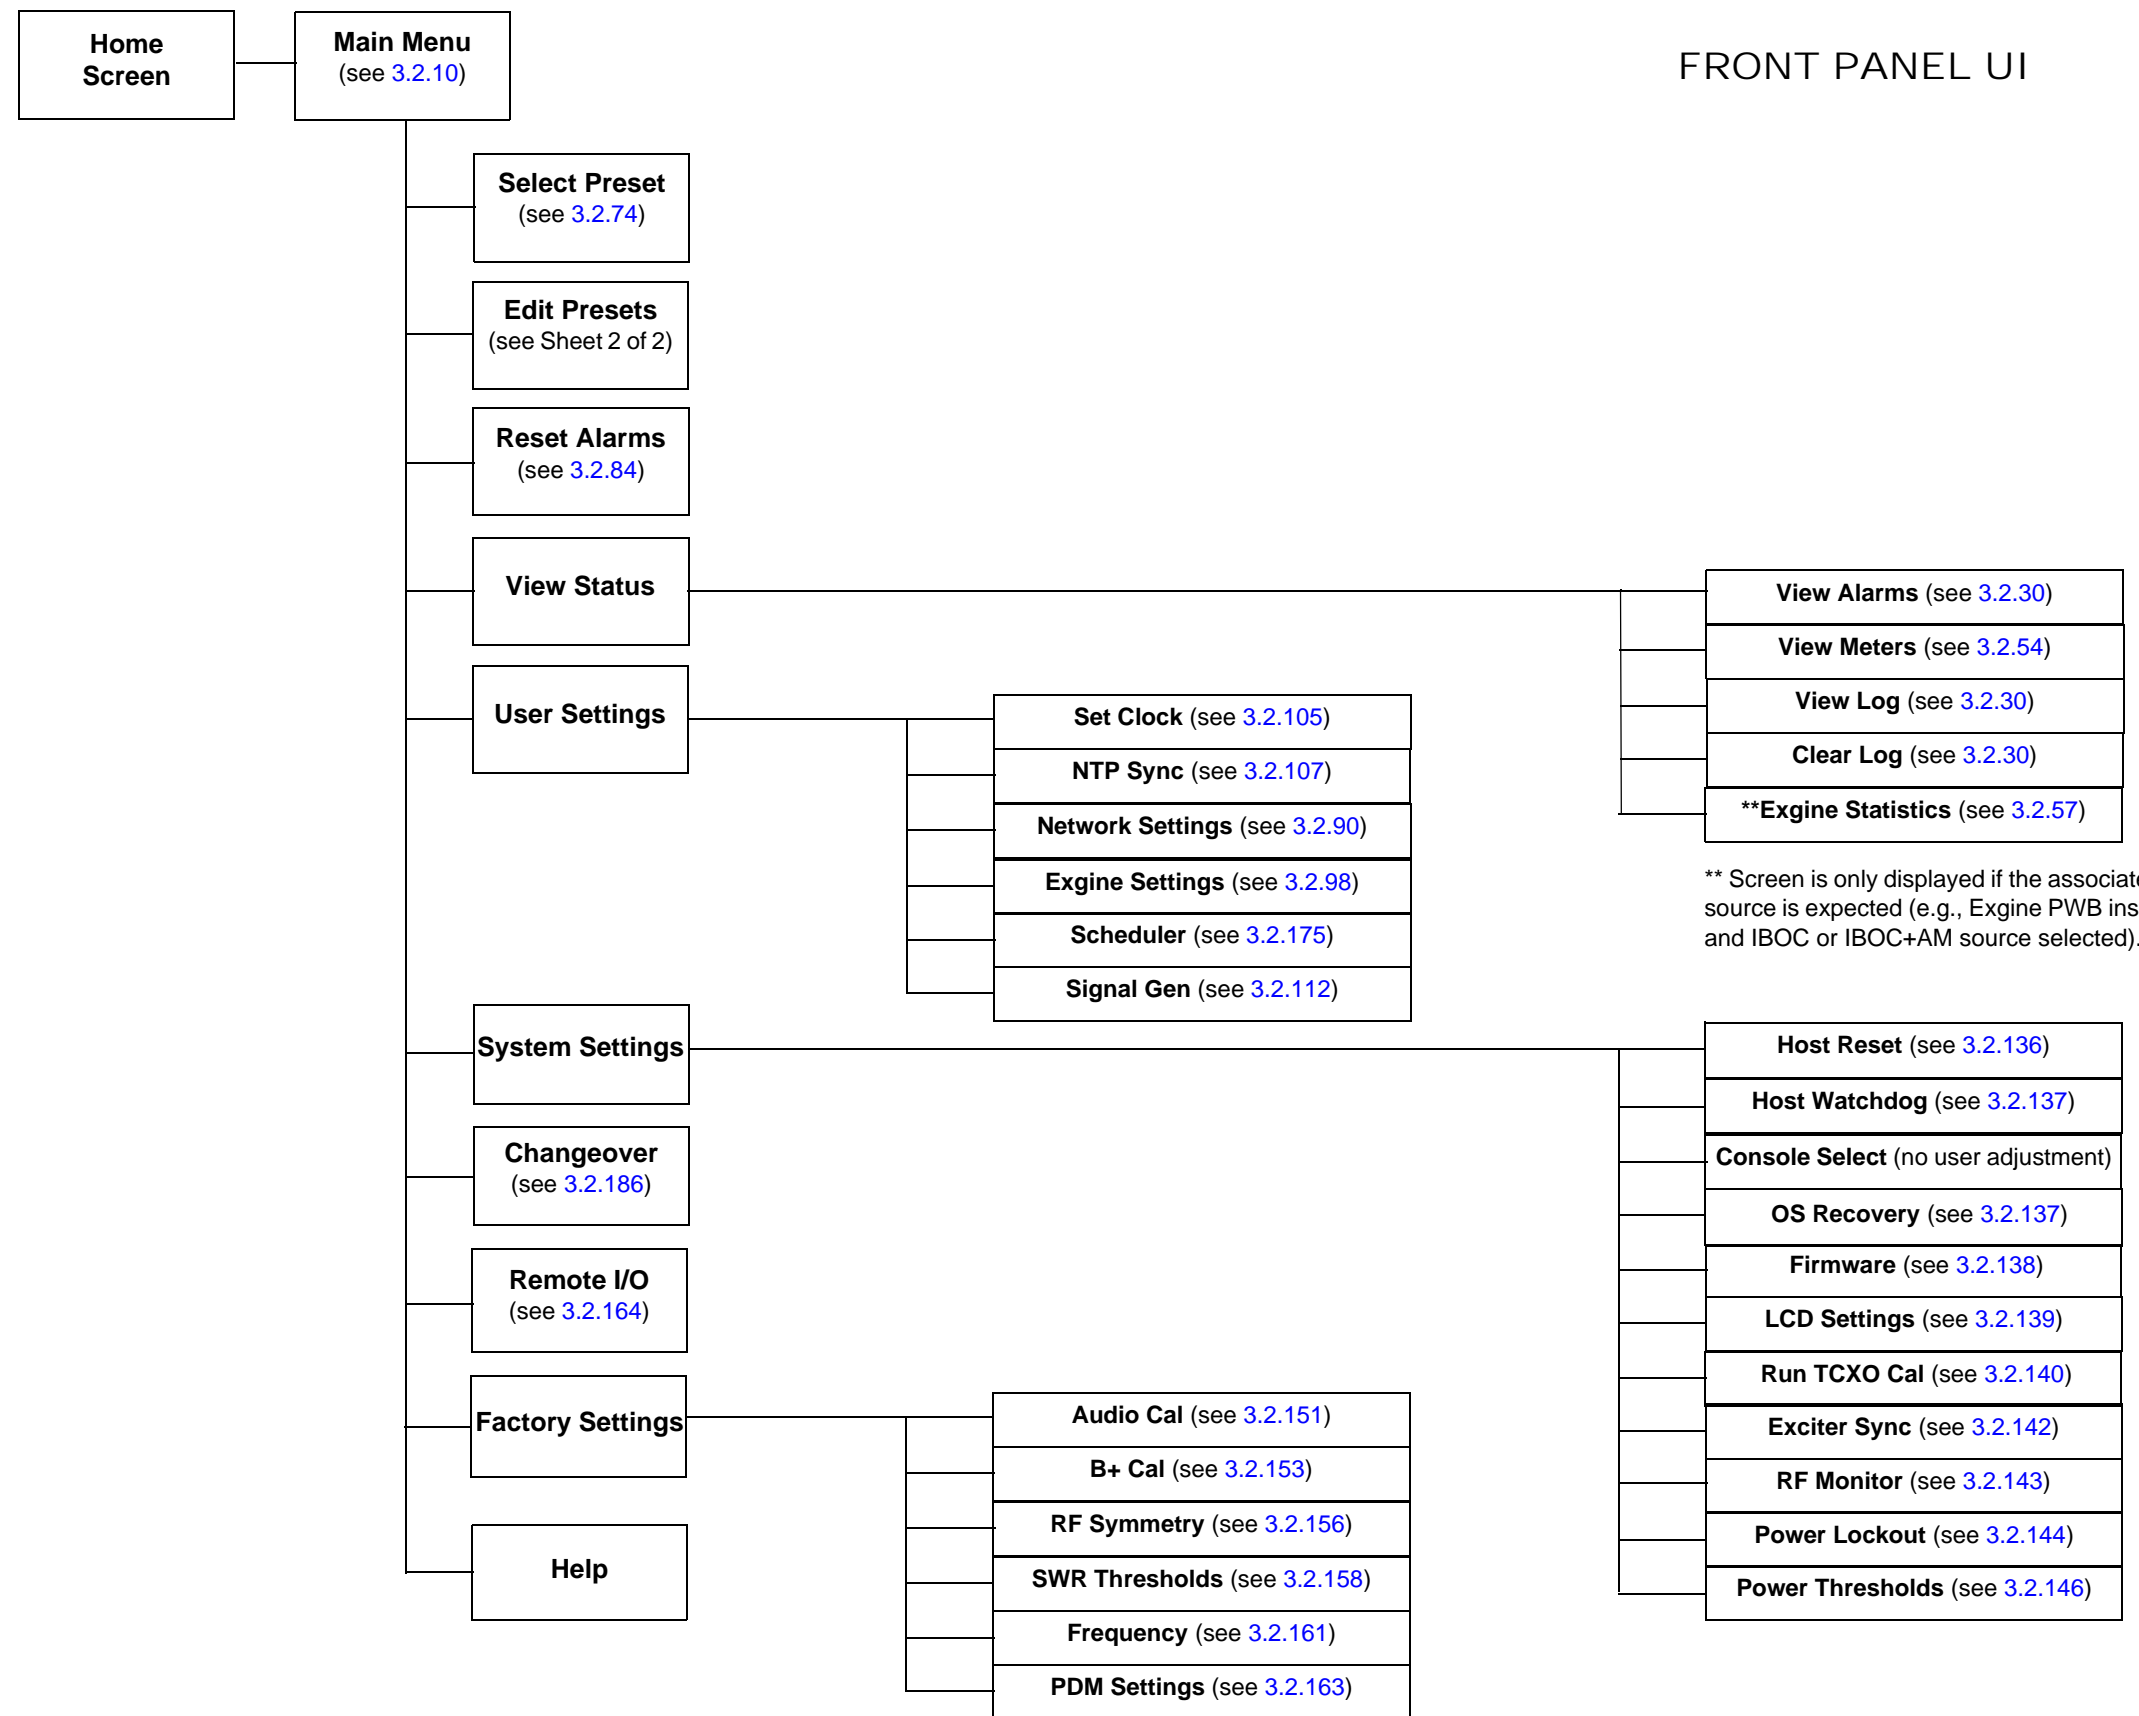 Home
Screen
Main Menu
(see 3.2.10)
FRONT PANEL UI
Select Preset
(see 3.2.74)
Edit Presets
(see Sheet 2 of 2)
Reset Alarms
(see 3.2.84)
View Status
View Alarms (see 3.2.30)
View Meters (see 3.2.54)
View Log (see 3.2.30)
Clear Log (see 3.2.30)
**Exgine Statistics (see 3.2.57)
** Screen is only displayed if the
source is expected (e.g., Exgine PWB
and IBOC or IBOC+AM source selected).
User Settings
Set Clock (see 3.2.105)
NTP Sync (see 3.2.107)
Network Settings (see 3.2.90)
Exgine Settings (see 3.2.98)
Scheduler (see 3.2.175)
Signal Gen (see 3.2.112)
System Settings
Host Reset (see 3.2.136)
Host Watchdog (see 3.2.137)
Console Select (no user adjustment)
OS Recovery (see 3.2.137)
Firmware (see 3.2.138)
LCD Settings (see 3.2.139)
Run TCXO Cal (see 3.2.140)
Exciter Sync (see 3.2.142)
RF Monitor (see 3.2.143)
Power Lockout (see 3.2.144)
Power Thresholds (see 3.2.146)
Changeover
(see 3.2.186)
Remote I/O
(see 3.2.164)
Factory Settings
Audio Cal (see 3.2.151)
B+ Cal (see 3.2.153)
RF Symmetry (see 3.2.156)
SWR Thresholds (see 3.2.158)
Frequency (see 3.2.161)
PDM Settings (see 3.2.163)
Help